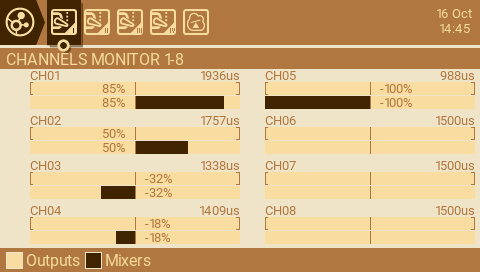 16 Oct
14:45
CHANNELS MONITOR 1-8
CH01 1936us
85%
85%
CH02 1757us
50%
50%
CH03 1338us
-32%
-32%
CH04 1409us
-18%
-18%
CH05 988us
-100%
-100%
CH06 1500us
CH07 1500us
CH08 1500us
Outputs Mixers